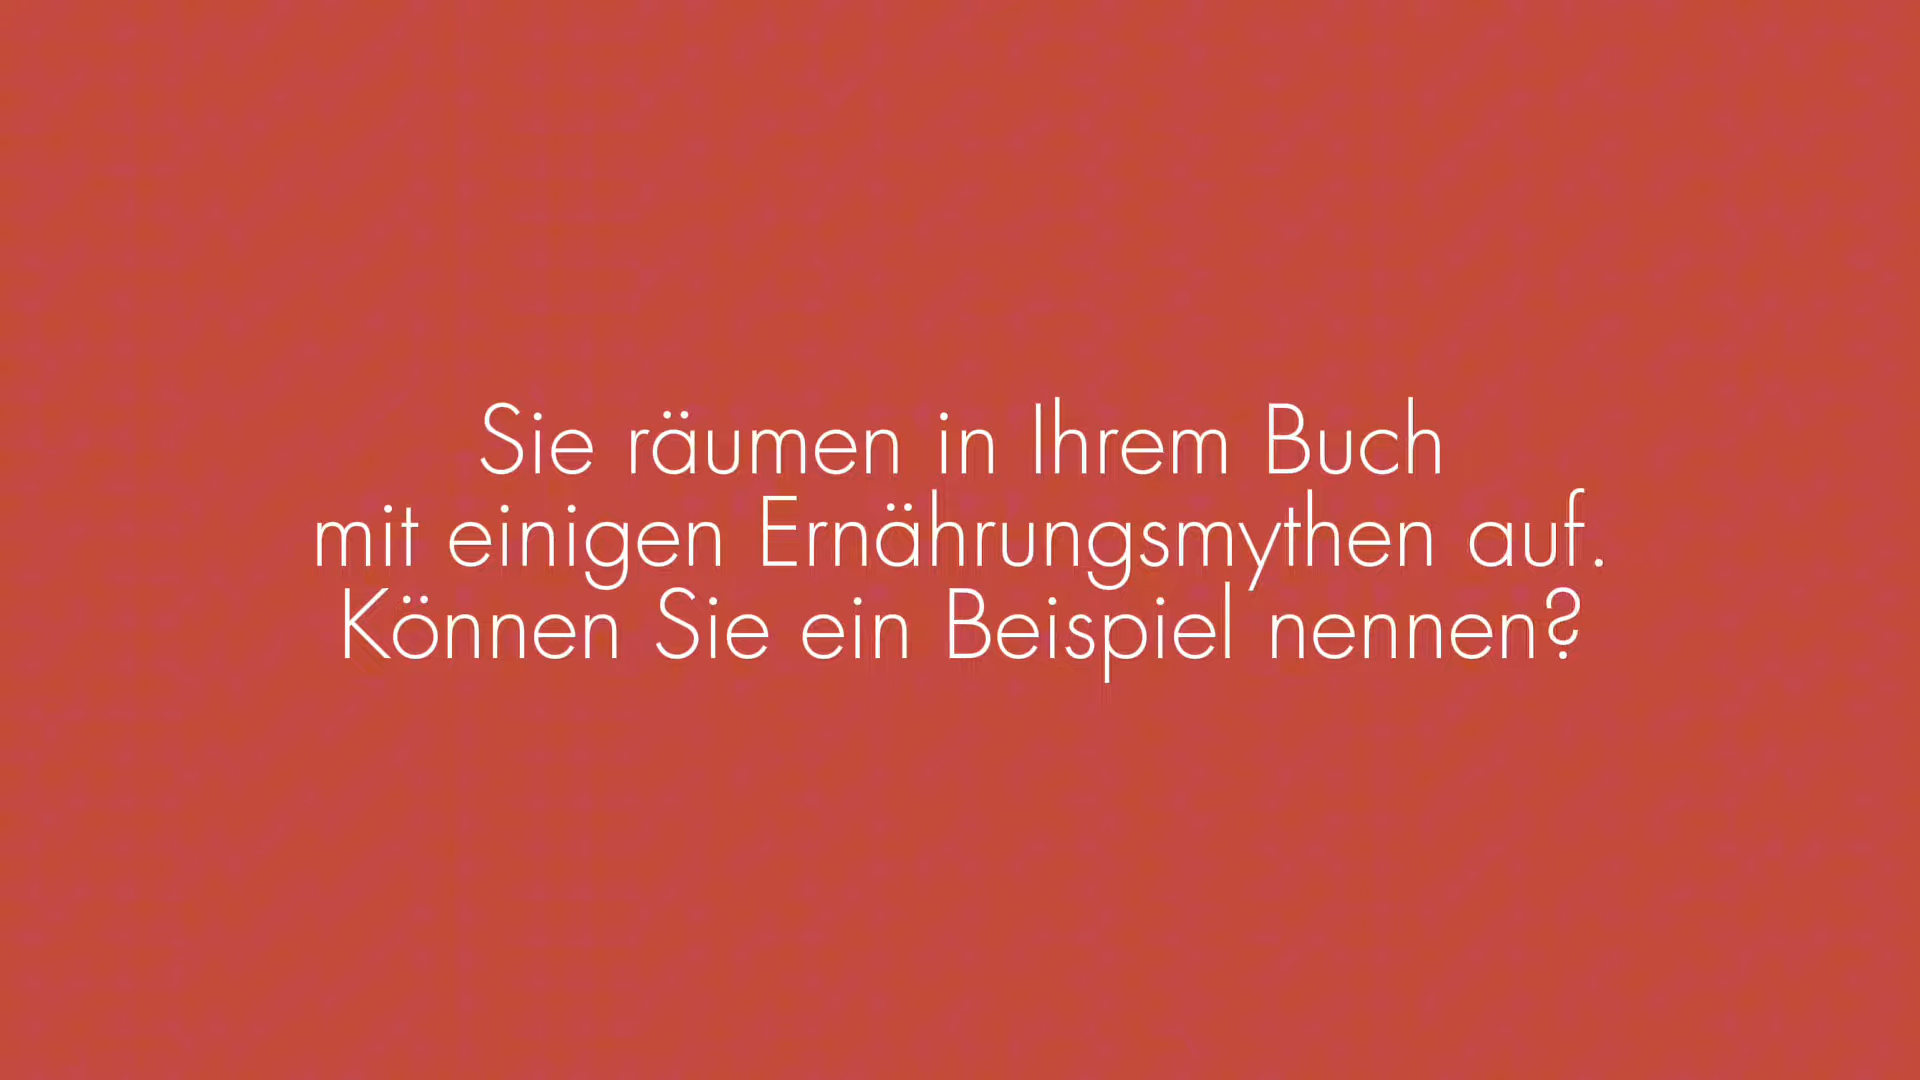 Sie räumen in Ihrem Buch
mit einigen Ernährungsmythen auf.
Können Sie ein Beispiel nennen?